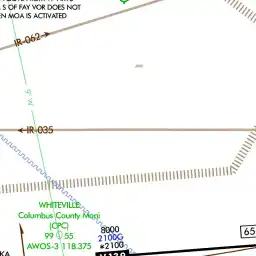 S OF FAY VOR DOES NOT
EN MOA IS ACTIVATED
IR-062
IR-035
WHITEVILLE
Columbus County Muni
(CPC)
99 55
AWOS-3 118.375
8000
2100G
*2100
65
KA